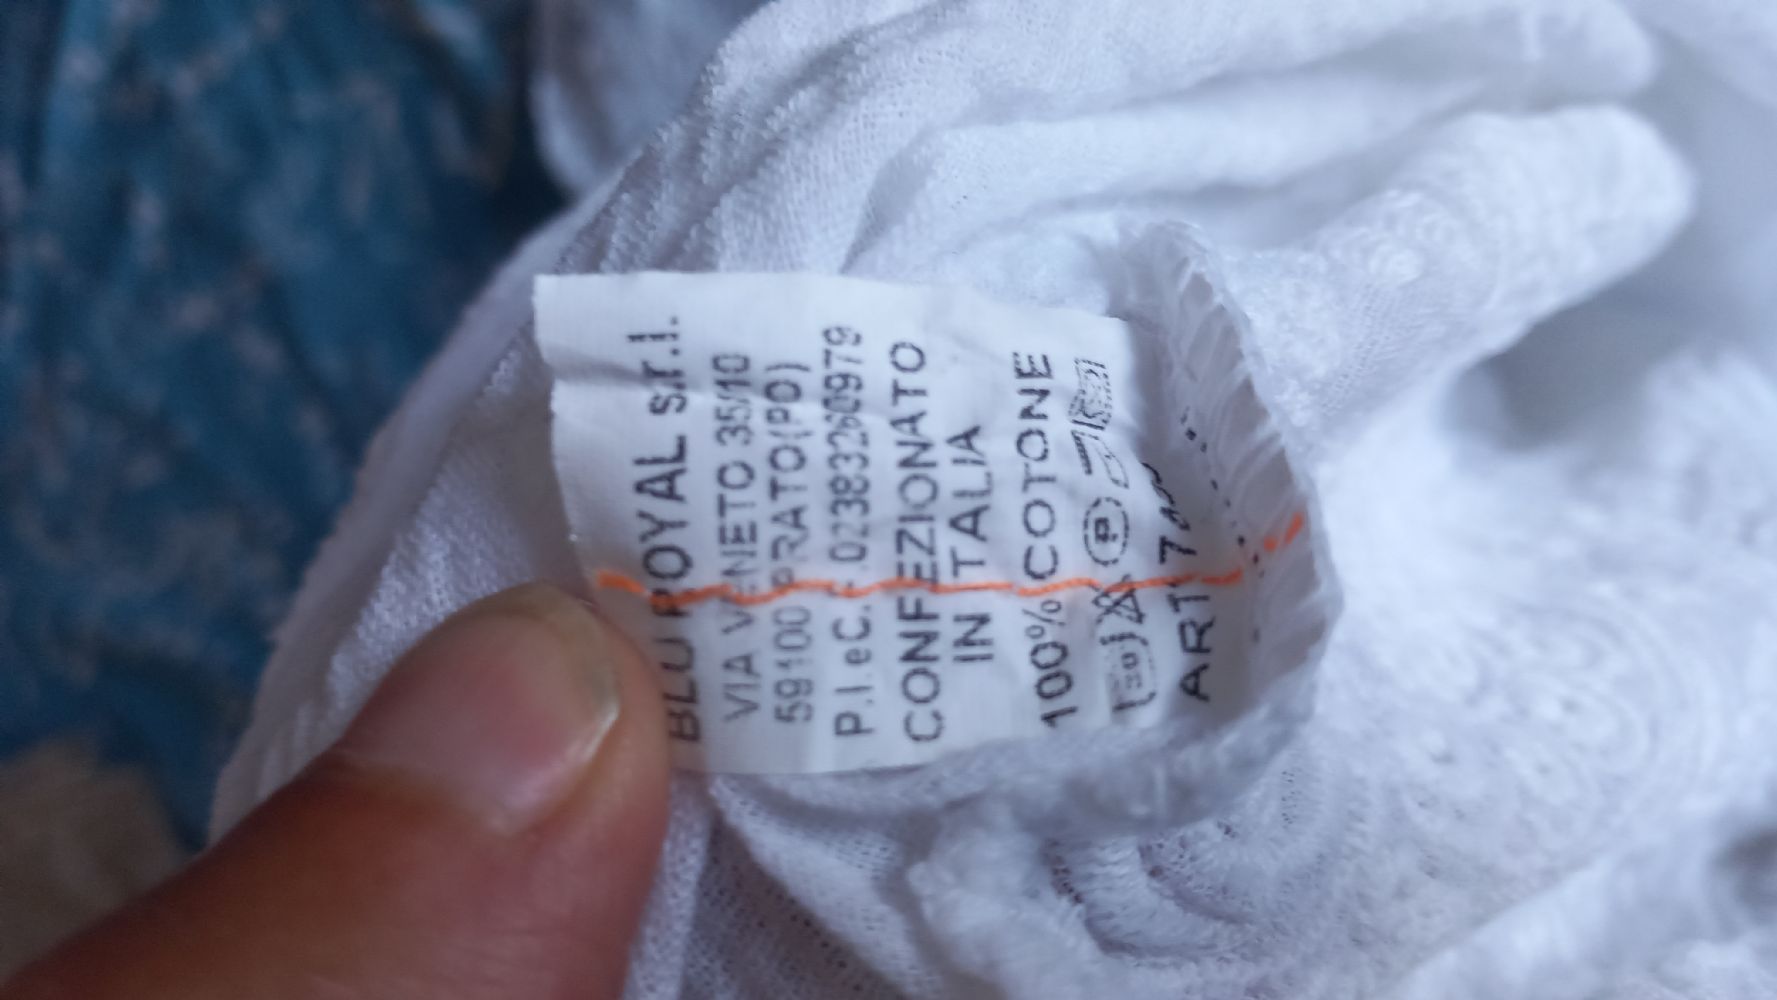 BLU ROYAL s.r.l.
VIA VENETO 35/10
59100 PRATO(PO)
P.I.eC. 02383260979
CONFEZIONATO
IN ITALIA
100% COTONE
P
ART